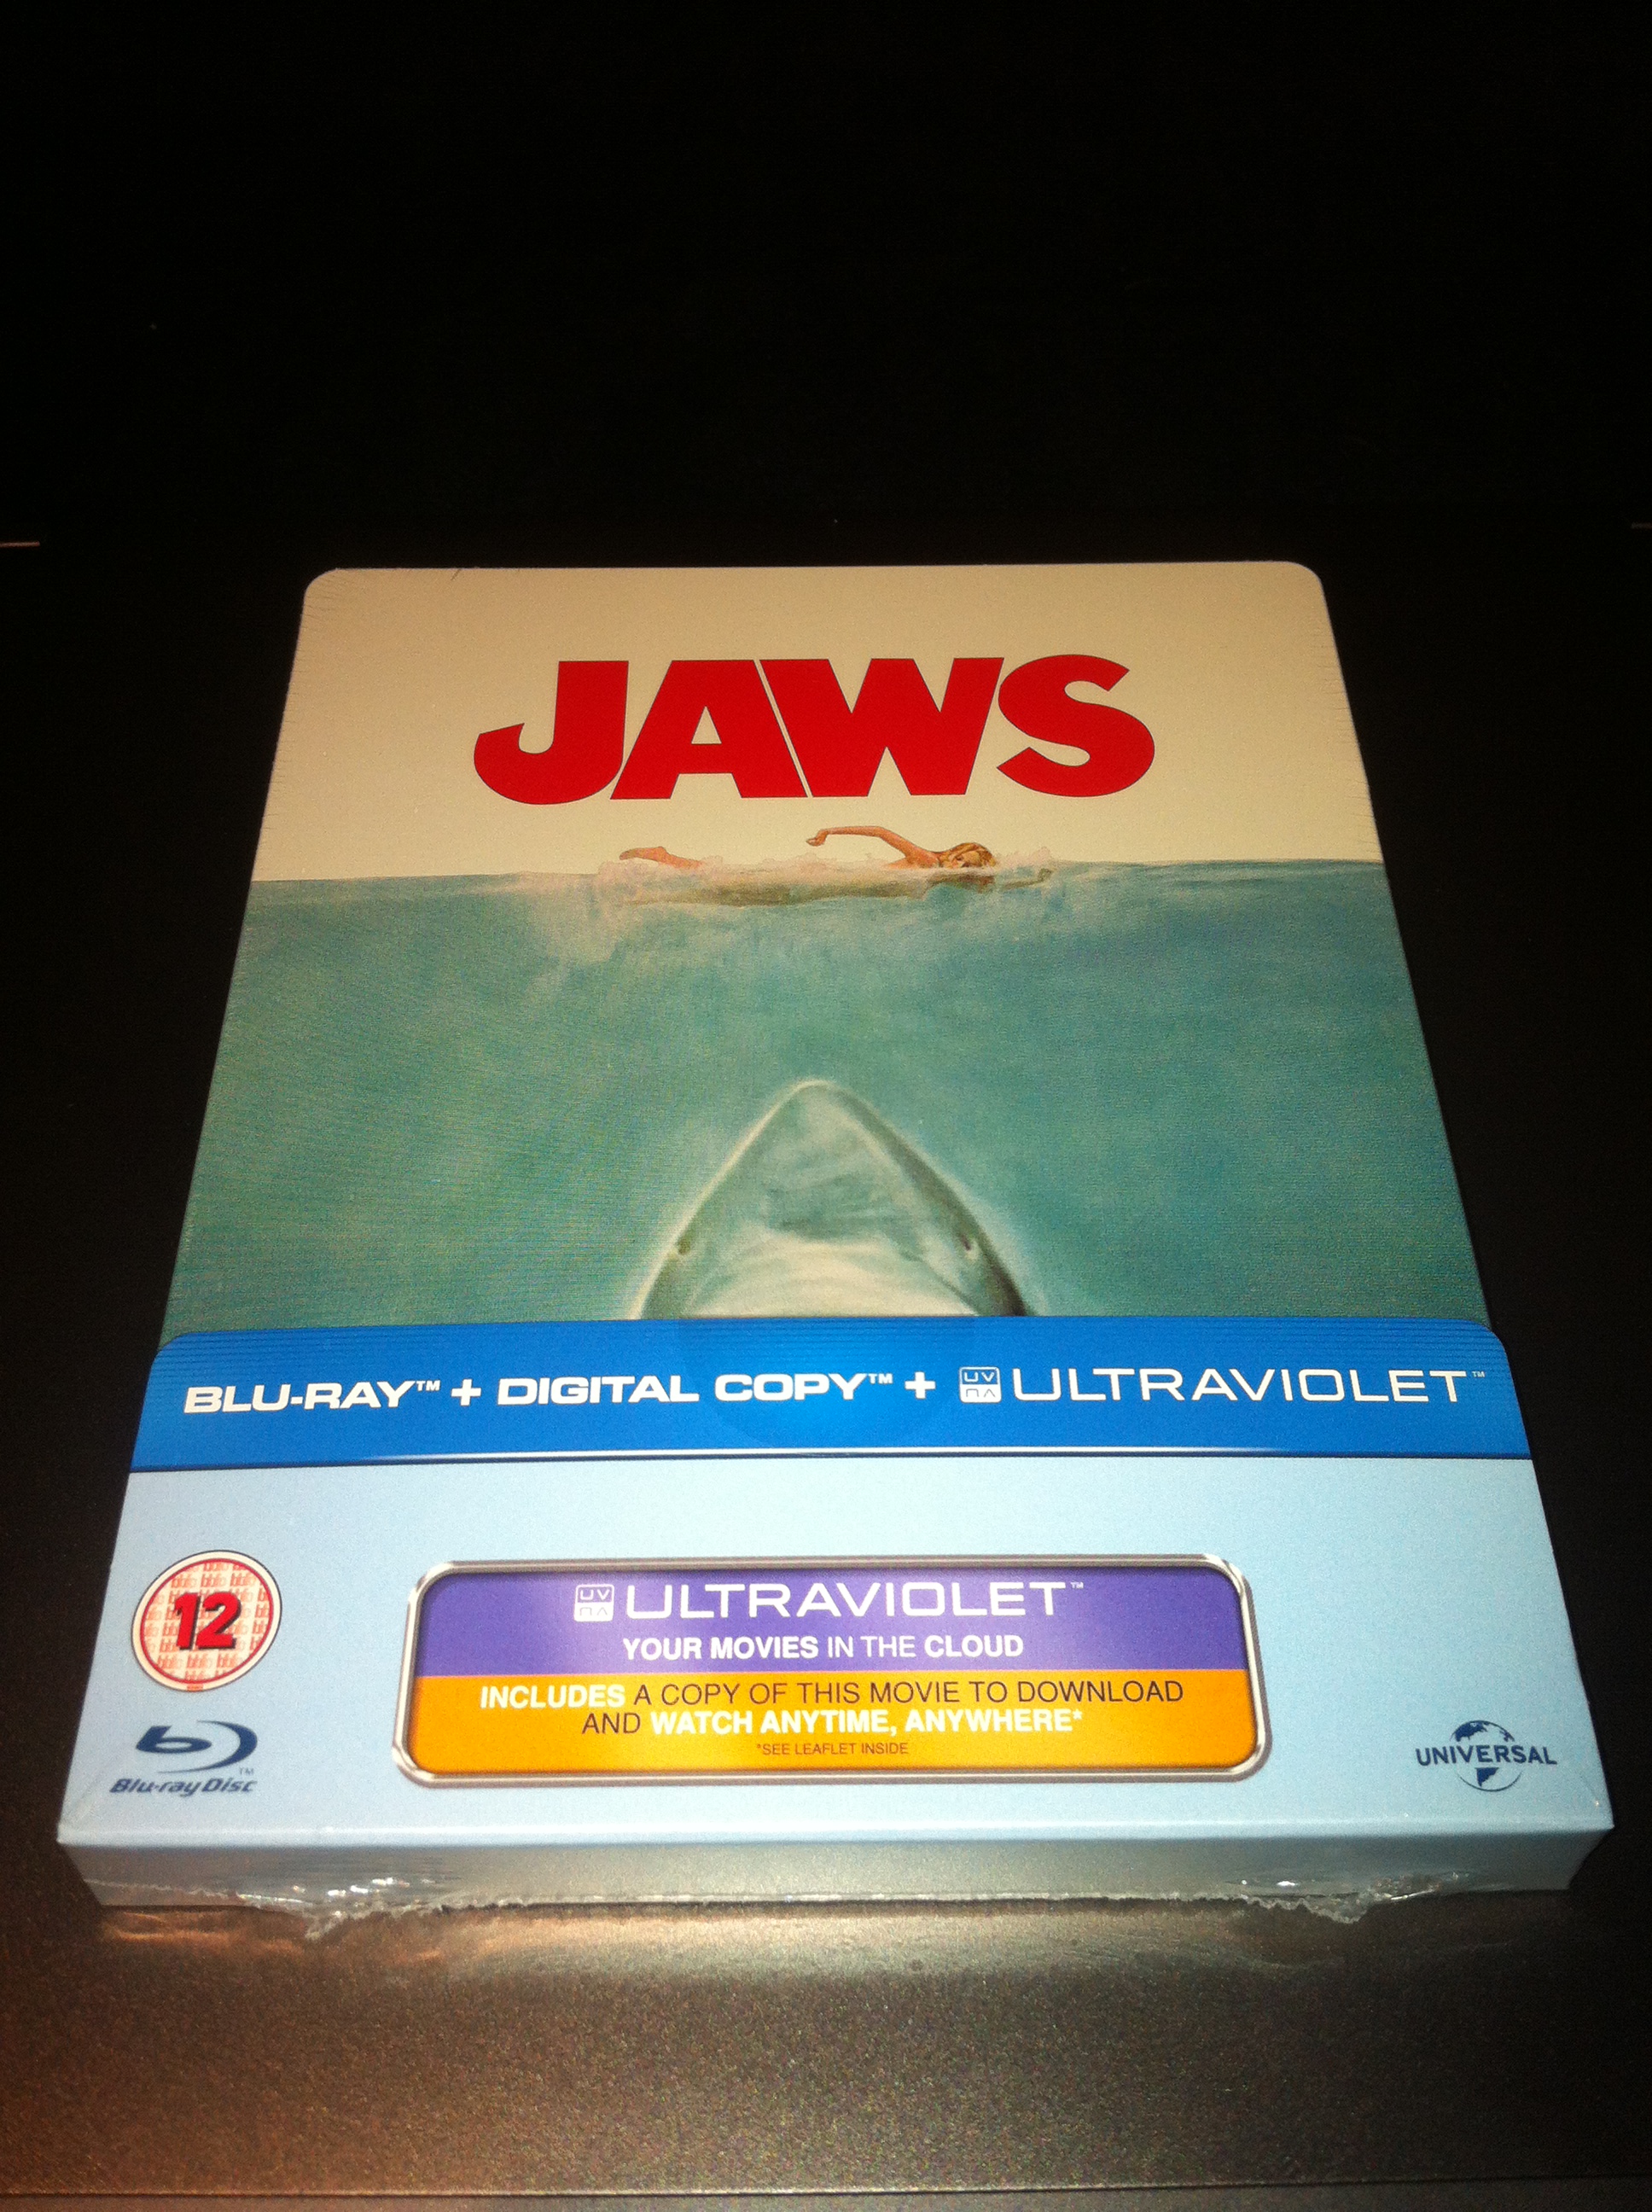 JAWS
BLU-RAY™ + DIGITAL COPY™ + UV ULTRAVIOLET™
12
UV ULTRAVIOLET™
YOUR MOVIES IN THE CLOUD
INCLUDES A COPY OF THIS MOVIE TO DOWNLOAD
AND WATCH ANYTIME, ANYWHERE*
*SEE LEAFLET INSIDE
Blu-ray Disc™
UNIVERSAL